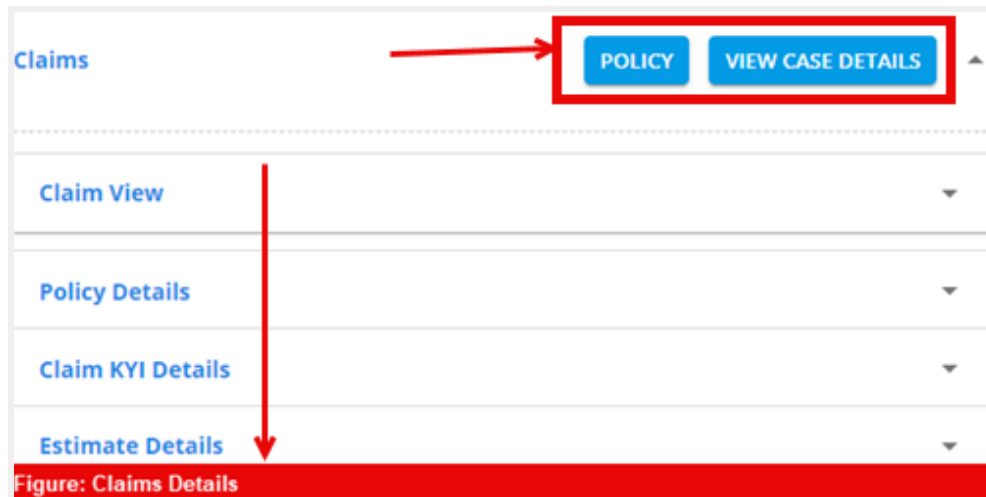 Claims
POLICY
VIEW CASE DETAILS
Claim View
Policy Details
Claim KYI Details
Estimate Details
Figure: Claims Details